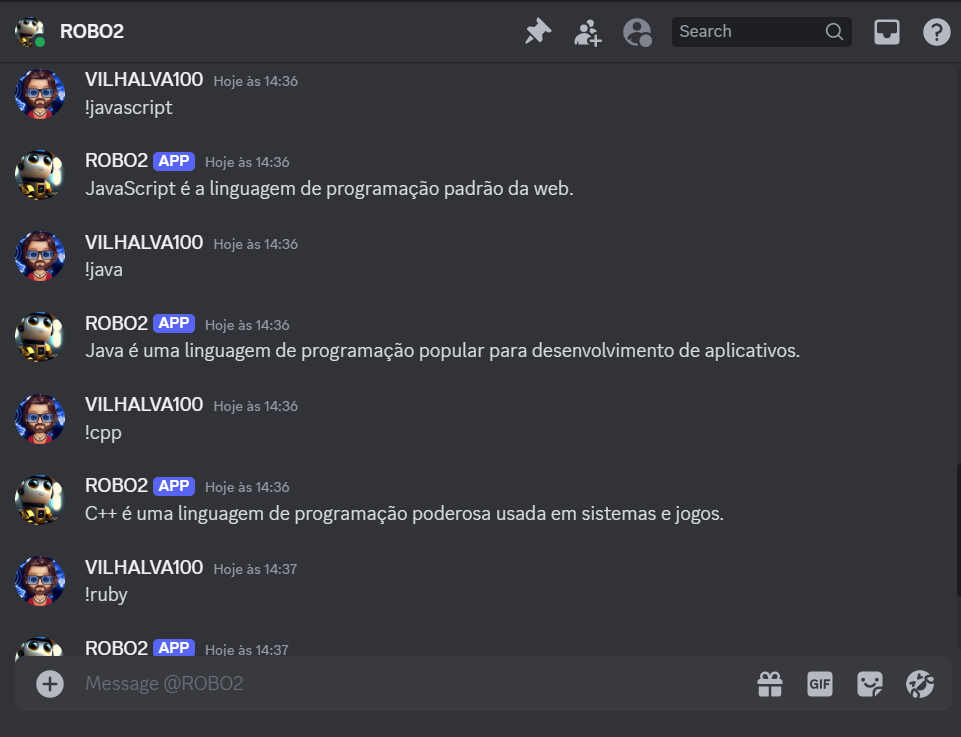 ROBO2
Search
VILHALVA100 Hoje às 14:36
!javascript
ROBO2 APP Hoje às 14:36
JavaScript é a linguagem de programação padrão da web.
VILHALVA100 Hoje às 14:36
!java
ROBO2 APP Hoje às 14:36
Java é uma linguagem de programação popular para desenvolvimento de aplicativos.
VILHALVA100 Hoje às 14:36
!cpp
ROBO2 APP Hoje às 14:36
C++ é uma linguagem de programação poderosa usada em sistemas e jogos.
VILHALVA100 Hoje às 14:37
!ruby
ROBO2 APP Hoje às 14:37
Message @ROBO2
GIF